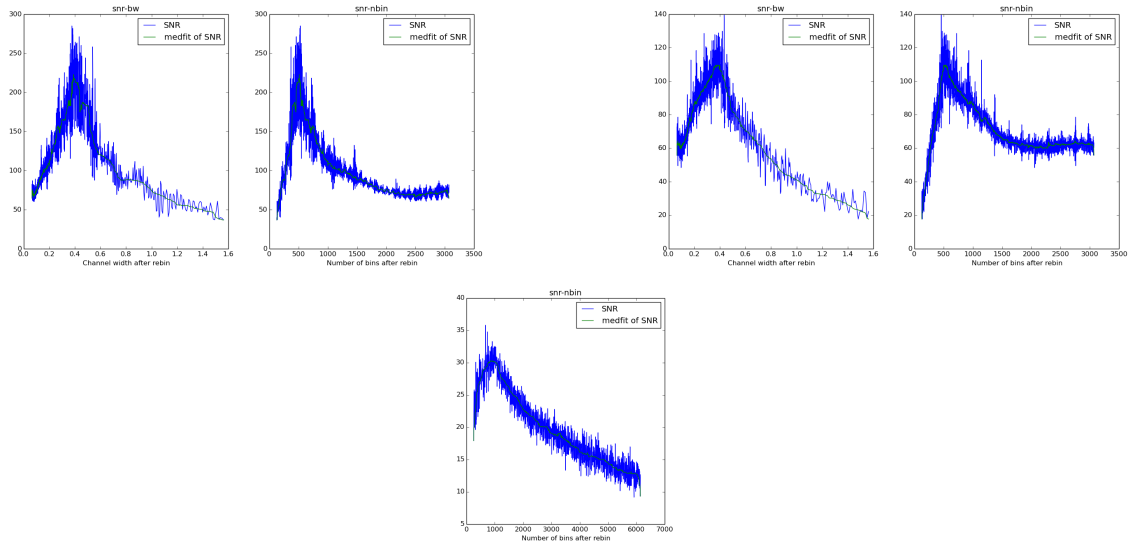 snr-bw
SNR
medfit of SNR
300
250
200
150
100
50
0
0.0 0.2 0.4 0.6 0.8 1.0 1.2 1.4 1.6
Channel width after rebin
snr-nbin
SNR
medfit of SNR
300
250
200
150
100
50
0
0 500 1000 1500 2000 2500 3000 3500
Number of bins after rebin
snr-bw
SNR
medfit of SNR
140
120
100
80
60
40
20
0
0.0 0.2 0.4 0.6 0.8 1.0 1.2 1.4 1.6
Channel width after rebin
snr-nbin
SNR
medfit of SNR
140
120
100
80
60
40
20
0
0 500 1000 1500 2000 2500 3000 3500
Number of bins after rebin
snr-nbin
SNR
medfit of SNR
40
35
30
25
20
15
10
5
0 1000 2000 3000 4000 5000 6000 7000
Number of bins after rebin